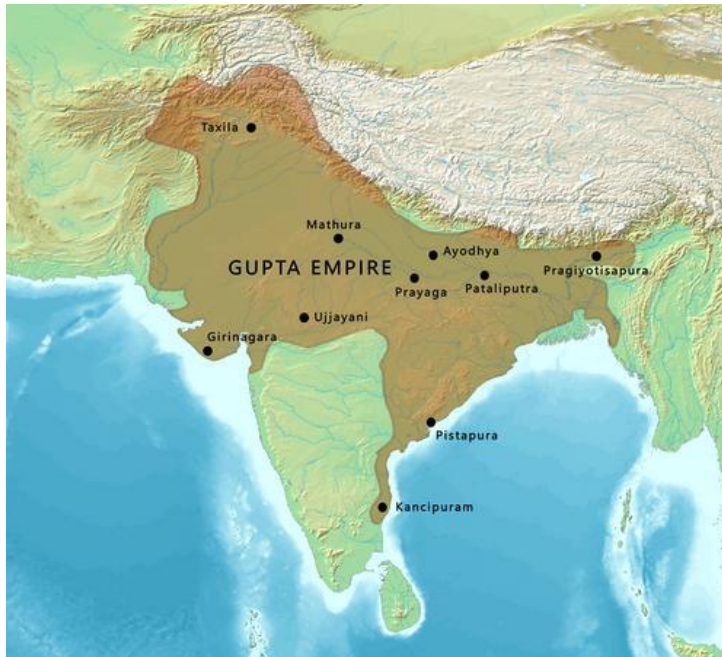 Taxila
Mathura
Ayodhya
GUPTA EMPIRE
Pragiyotisapura
Prayaga
Pataliputra
Ujjayani
Girinagara
Pistapura
Kancipuram